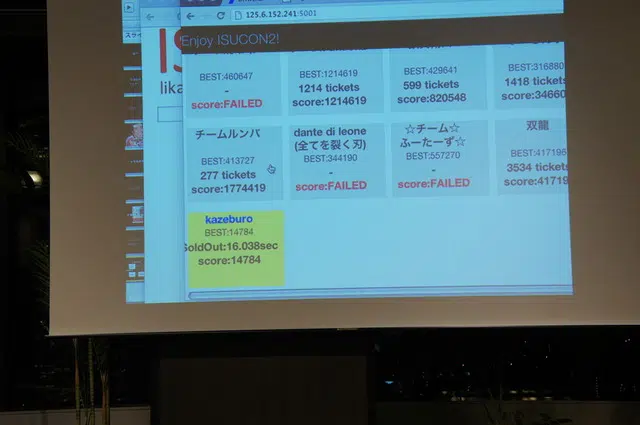 125.6.152.241:5001
Enjoy ISUCON2!
BEST:460647
-
score:FAILED
BEST:1214619
1214 tickets
score:1214619
BEST:429641
599 tickets
score:820548
BEST:316880
1418 tickets
score:34660
チームルンバ
BEST:413727
277 tickets
score:1774419
dante di leone
(全てを裂く刃)
BEST:344190
-
score:FAILED
☆チーム☆
ふーたーず☆
BEST:557270
-
score:FAILED
双龍
BEST:417196
3534 tickets
score:41719
kazeburo
BEST:14784
SoldOut:16.038sec
score:14784